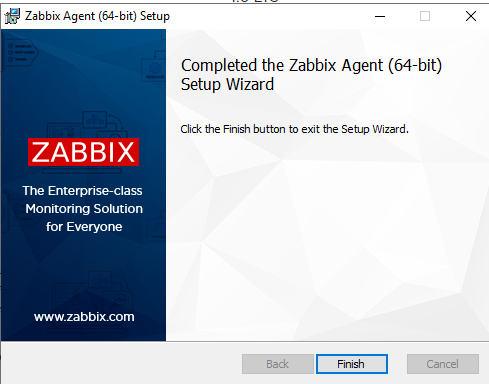 Zabbix Agent (64-bit) Setup
Completed the Zabbix Agent (64-bit)
Setup Wizard
Click the Finish button to exit the Setup Wizard.
ZABBIX
The Enterprise-class
Monitoring Solution
for Everyone
www.zabbix.com
Back
Finish
Cancel